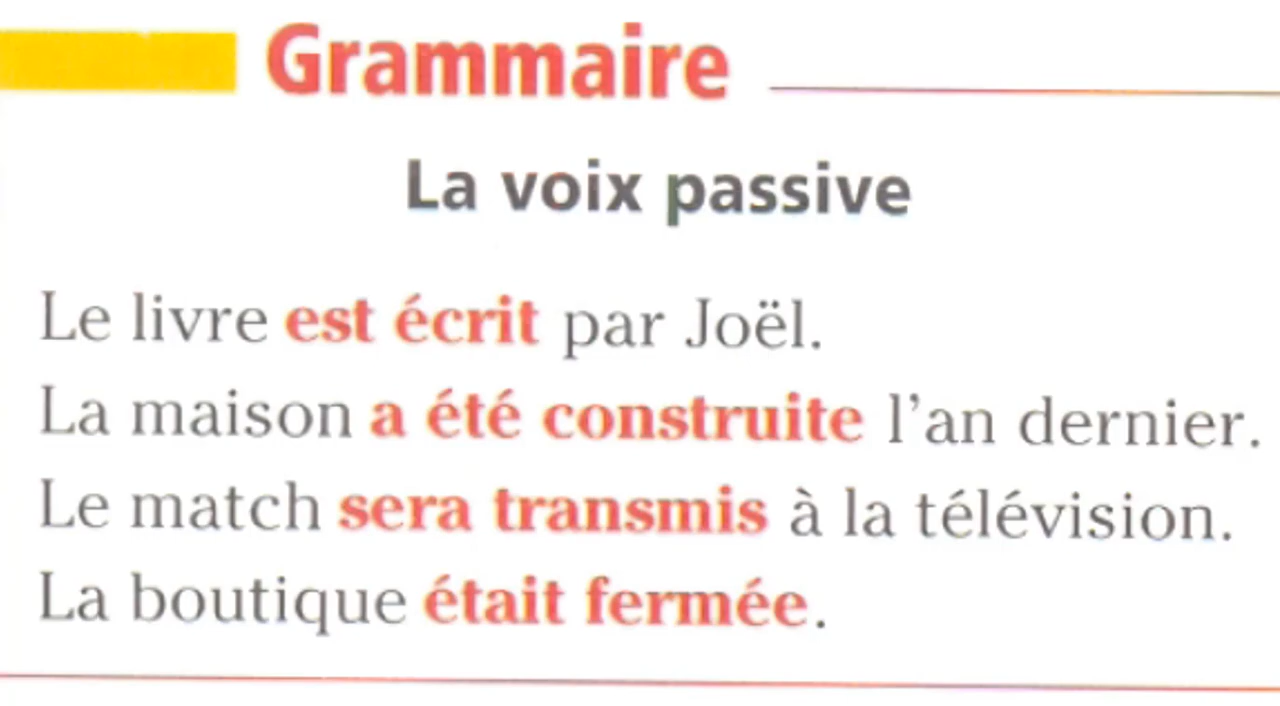 Grammaire
La voix passive
Le livre est écrit par Joël.
La maison a été construite l'an dernier.
Le match sera transmis à la télévision.
La boutique était fermée.